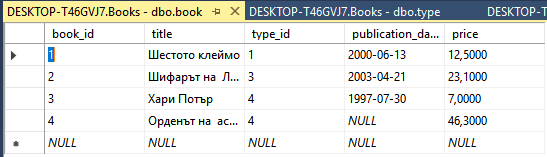 DESKTOP-T46GVJ7.Books - dbo.book DESKTOP-T46GVJ7.Books - dbo.type DESKTOP-T
book_id title type_id publication_da... price
1 Шестото клеймо 1 2000-06-13 12,5000
2 Шифарът на Л... 3 2003-04-21 23,1000
3 Хари Потър 4 1997-07-30 7,0000
4 Орденът на ас... 4 NULL 46,3000
NULL NULL NULL NULL NULL